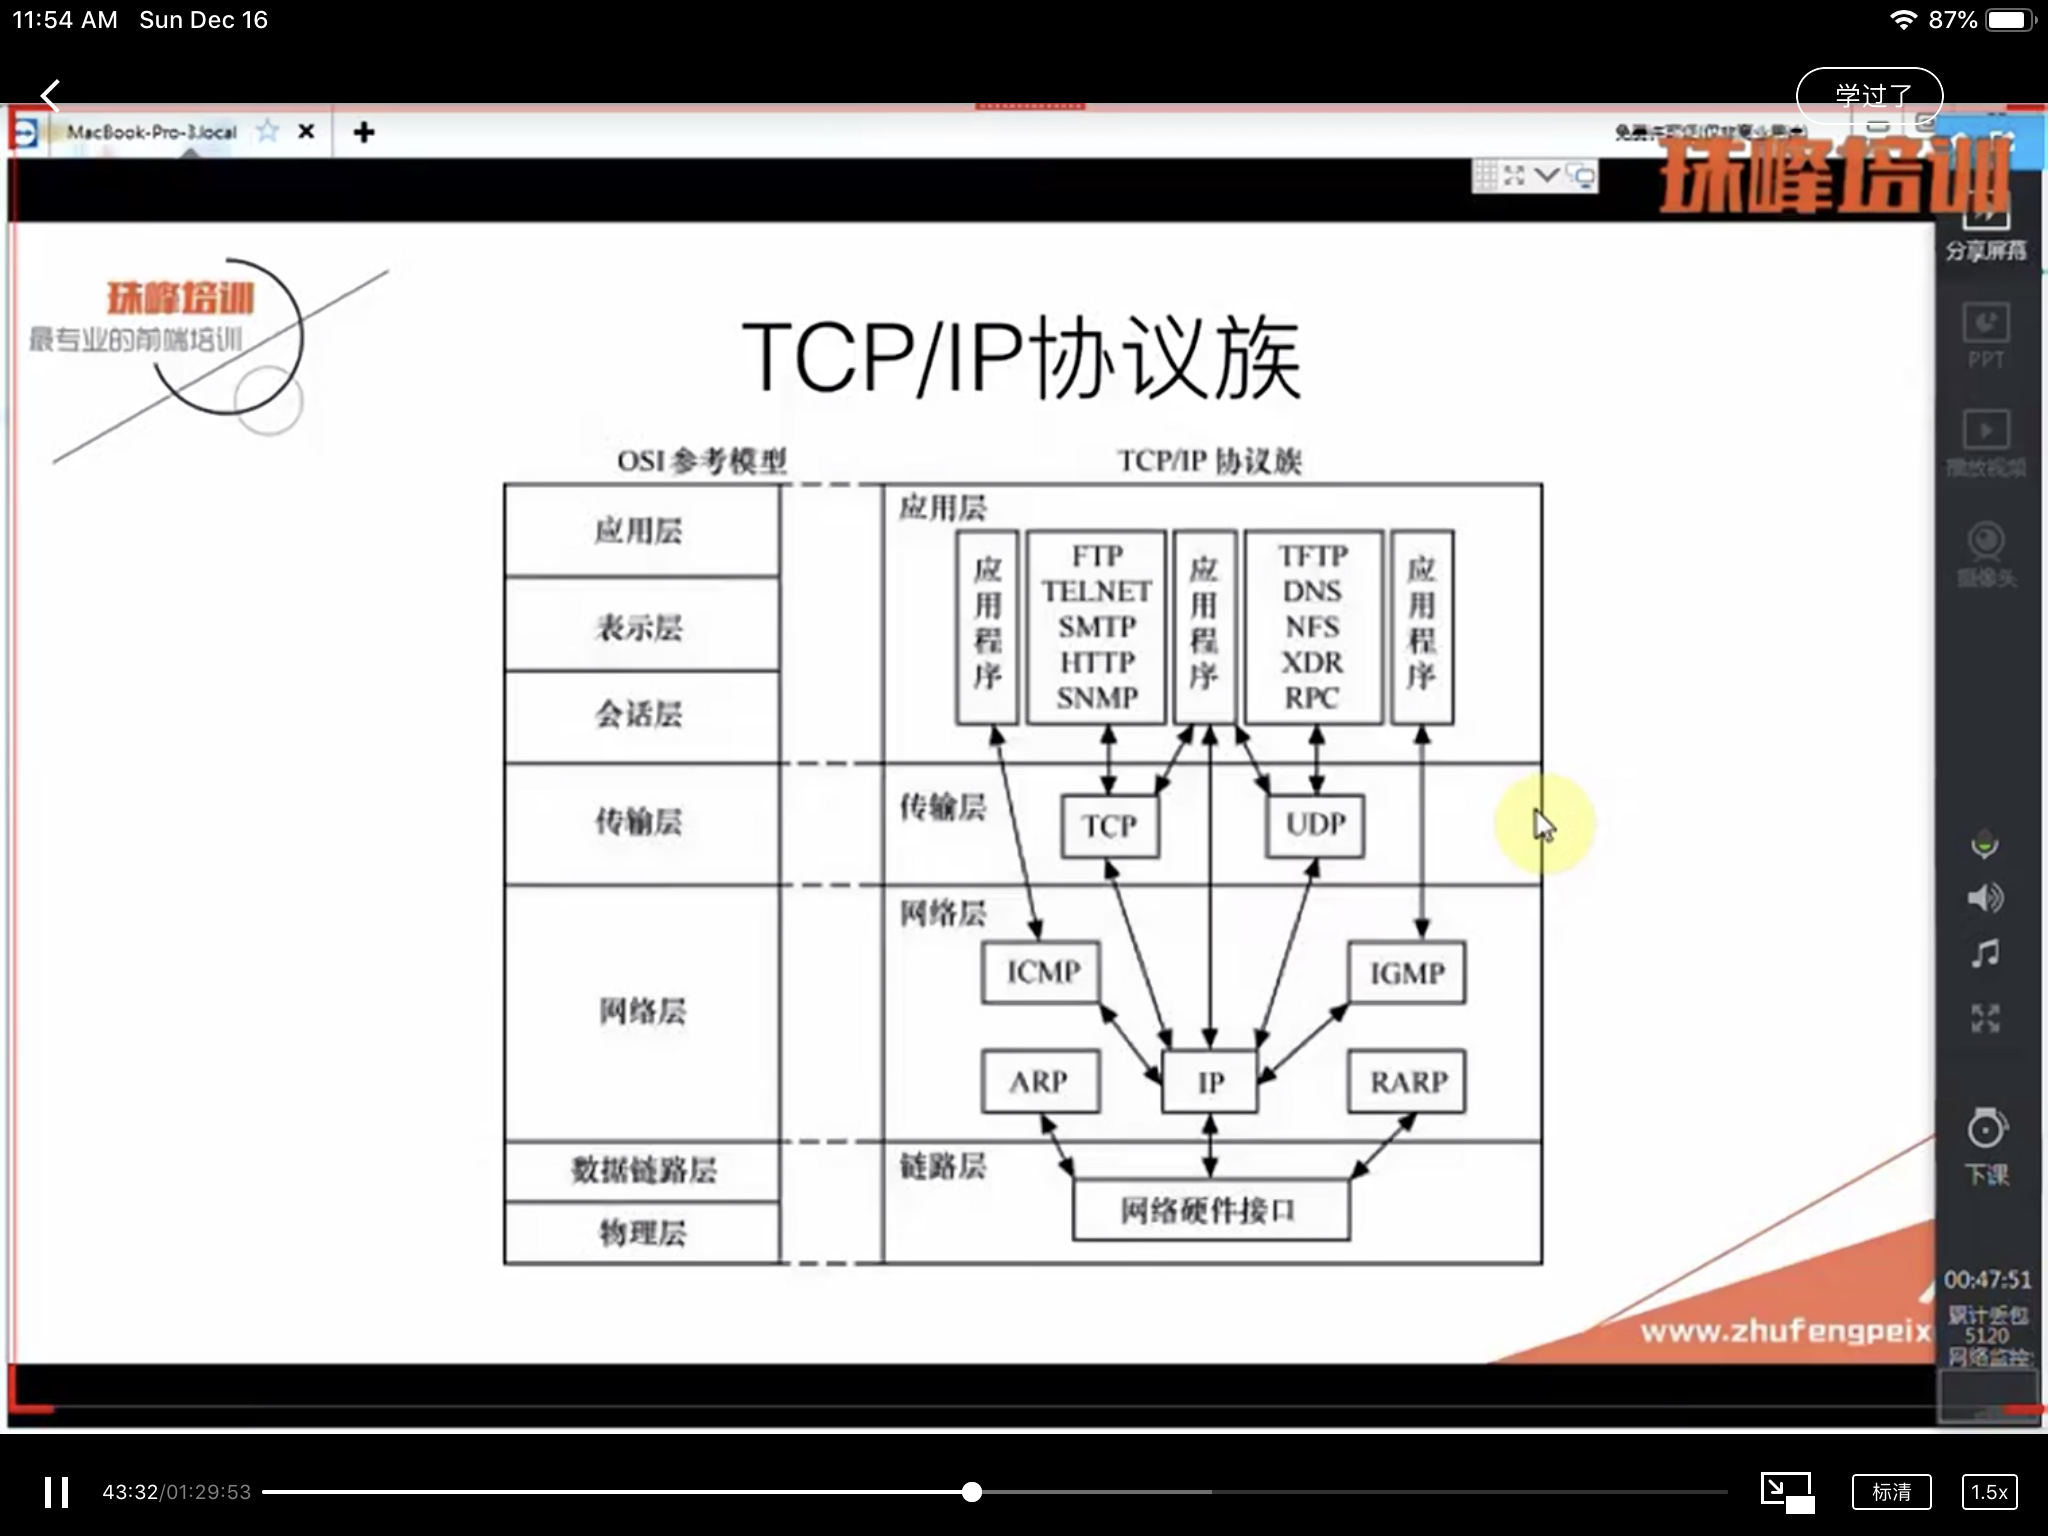 11:54 AM Sun Dec 16
87%
学过了
MacBook-Pro-3.local
珠峰培训
分享屏幕
珠峰培训
最专业的前端培训
TCP/IP协议族
PPT
播放视频
摄像头
OSI 参考模型
TCP/IP 协议族
应用层
表示层
会话层
传输层
网络层
数据链路层
物理层
应用层
应用程序
FTP
TELNET
SMTP
HTTP
SNMP
应用程序
TFTP
DNS
NFS
XDR
RPC
应用程序
传输层
TCP
UDP
网络层
ICMP
IGMP
ARP
IP
RARP
链路层
网络硬件接口
下课
00:47:51
累计丢包
5120
网络监控:
www.zhufengpeix
43:32/01:29:53
标清
1.5x